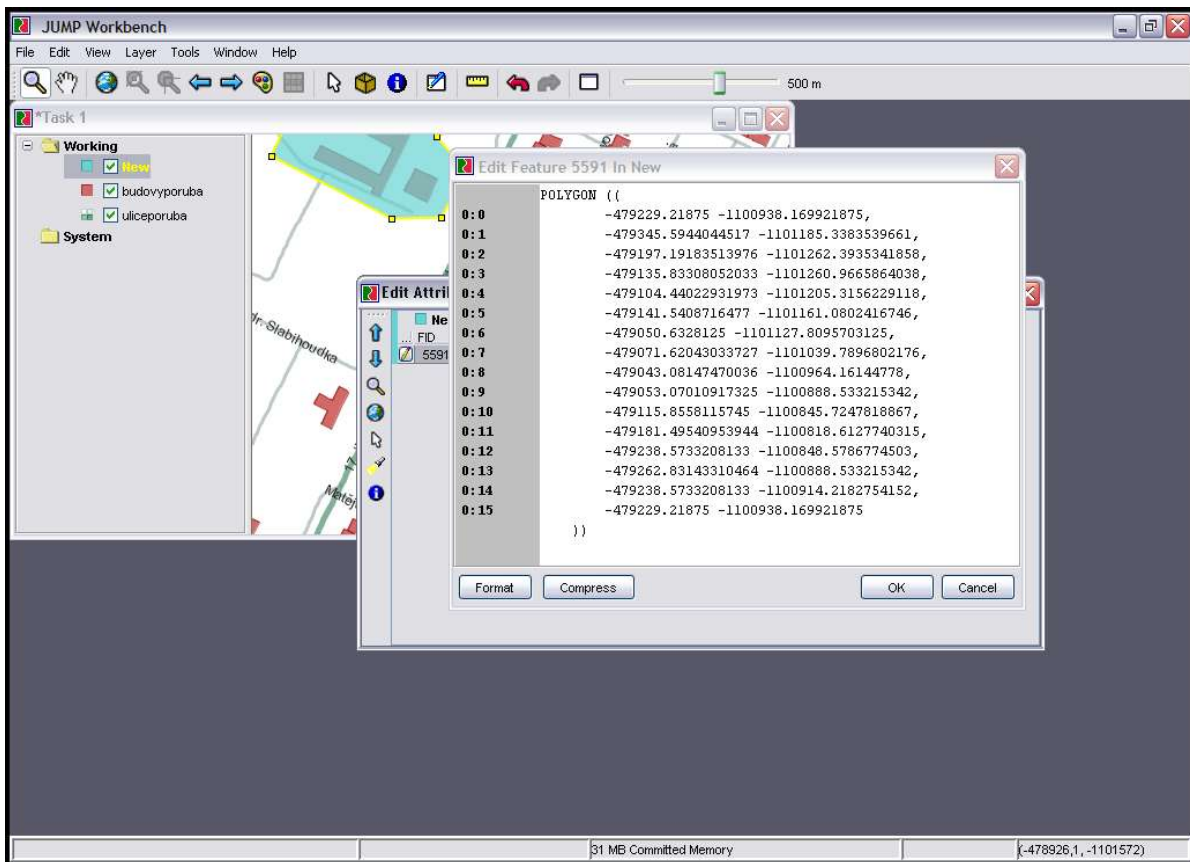 JUMP Workbench
File Edit View Layer Tools Window Help
500 m
*Task 1
Working
New
budovyporuba
uliceporuba
System
dr. Slabihoudka
Matěj
Edit Attri
Ne
... FID
5591
Edit Feature 5591 In New
POLYGON ((
0:0 -479229.21875 -1100938.169921875,
0:1 -479345.5944044517 -1101185.3383539661,
0:2 -479197.19183513976 -1101262.3935341858,
0:3 -479135.83308052033 -1101260.9665864038,
0:4 -479104.44022931973 -1101205.3156229118,
0:5 -479141.5408716477 -1101161.0802416746,
0:6 -479050.6328125 -1101127.8095703125,
0:7 -479071.62043033727 -1101039.7896802176,
0:8 -479043.08147470036 -1100964.16144778,
0:9 -479053.07010917325 -1100888.533215342,
0:10 -479115.8558115745 -1100845.7247818867,
0:11 -479181.49540953944 -1100818.6127740315,
0:12 -479238.5733208133 -1100848.5786774503,
0:13 -479262.83143310464 -1100888.533215342,
0:14 -479238.5733208133 -1100914.2182754152,
0:15 -479229.21875 -1100938.169921875
))
Format Compress OK Cancel
31 MB Committed Memory (-478926,1, -1101572)